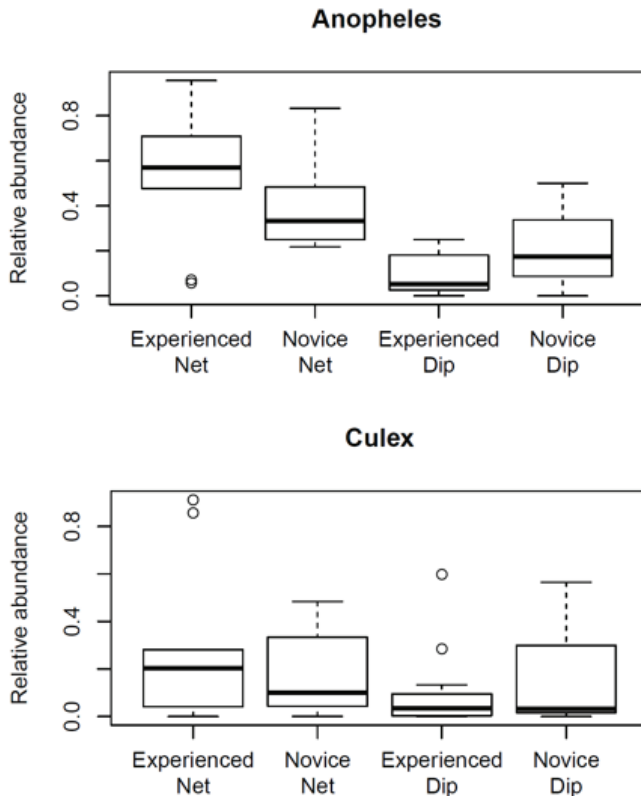 Anopheles
Relative abundance
0.8
0.4
0.0
Experienced Net
Novice Net
Experienced Dip
Novice Dip
Culex
Relative abundance
0.8
0.4
0.0
Experienced Net
Novice Net
Experienced Dip
Novice Dip